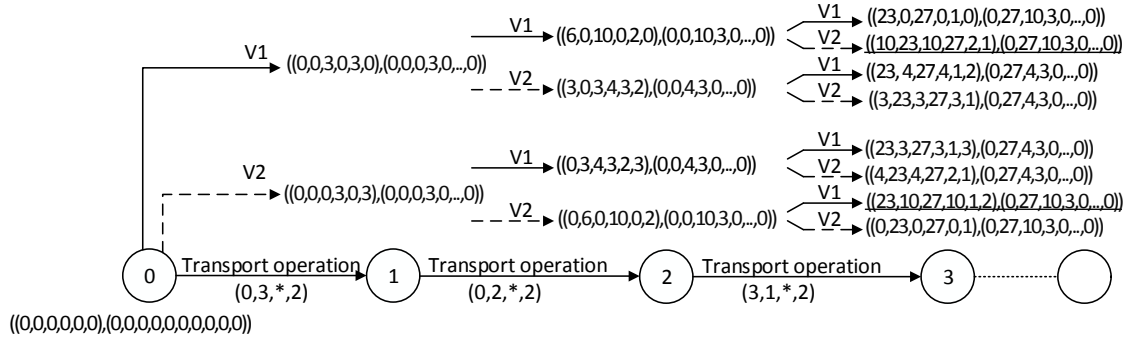 V1 ((23,0,27,0,1,0),(0,27,10,3,0,..,0))
V1 ((6,0,10,0,2,0),(0,0,10,3,0,..,0))
V2 ((10,23,10,27,2,1),(0,27,10,3,0,..,0))
V1 ((0,0,3,0,3,0),(0,0,0,3,0,..,0))
V1 ((23,4,27,4,1,2),(0,27,4,3,0,..,0))
V2 ((3,0,3,4,3,2),(0,0,4,3,0,..,0))
V2 ((3,23,3,27,3,1),(0,27,4,3,0,..,0))
V1 ((23,3,27,3,1,3),(0,27,4,3,0,..,0))
V1 ((0,3,4,3,2,3),(0,0,4,3,0,..,0))
V2 ((4,23,4,27,2,1),(0,27,4,3,0,..,0))
V2 ((0,0,0,3,0,3),(0,0,0,3,0,..,0))
V1 ((23,10,27,10,1,2),(0,27,10,3,0,..,0))
V2 ((0,6,0,10,0,2),(0,0,10,3,0,..,0))
V2 ((0,23,0,27,0,1),(0,27,10,3,0,..,0))
0 Transport operation 1 Transport operation 2 Transport operation 3
(0,3,*,2) (0,2,*,2) (3,1,*,2)
((0,0,0,0,0,0),(0,0,0,0,0,0,0,0,0,0))